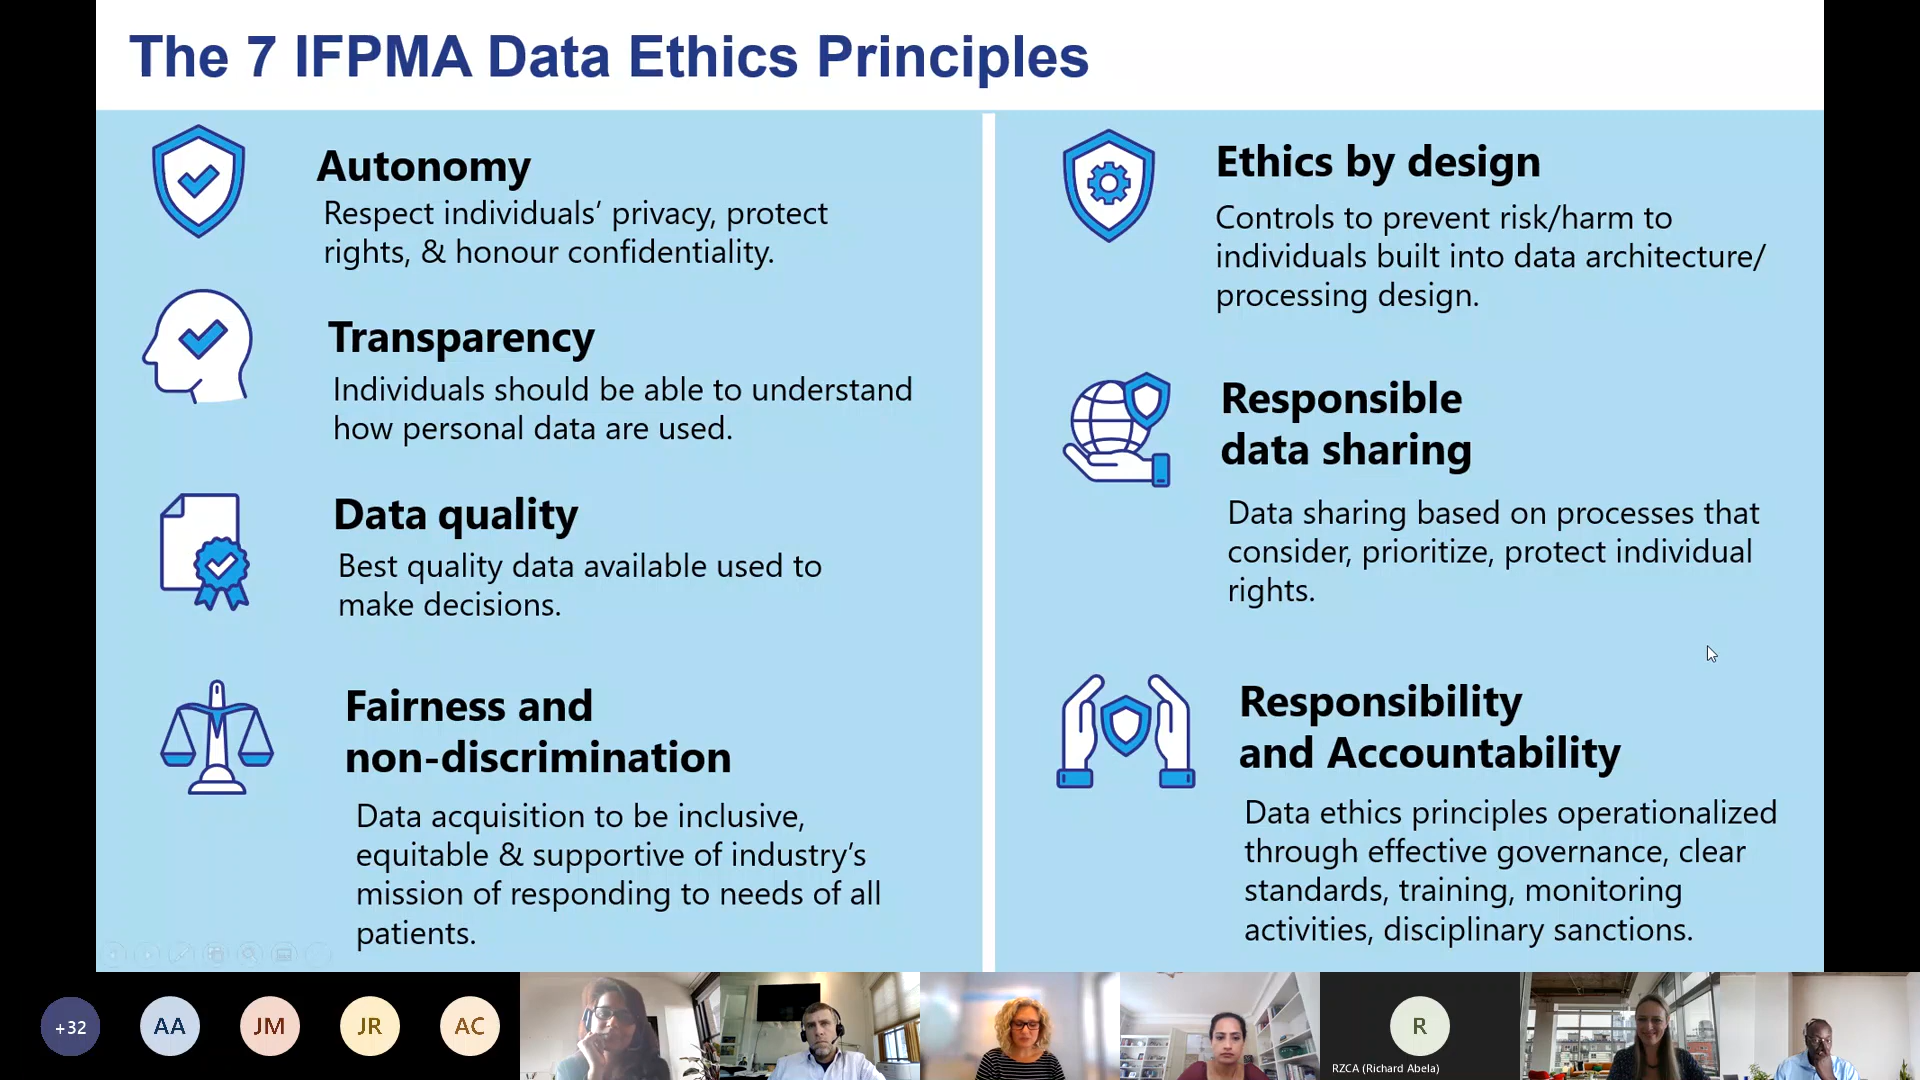 The 7 IFPMA Data Ethics Principles
Autonomy
Respect individuals’ privacy, protect
rights, & honour confidentiality.
Transparency
Individuals should be able to understand
how personal data are used.
Data quality
Best quality data available used to
make decisions.
Fairness and
non-discrimination
Data acquisition to be inclusive,
equitable & supportive of industry’s
mission of responding to needs of all
patients.
Ethics by design
Controls to prevent risk/harm to
individuals built into data architecture/
processing design.
Responsible
data sharing
Data sharing based on processes that
consider, prioritize, protect individual
rights.
Responsibility
and Accountability
Data ethics principles operationalized
through effective governance, clear
standards, training, monitoring
activities, disciplinary sanctions.
+32
AA
JM
JR
AC
R
RZCA (Richard Abela)